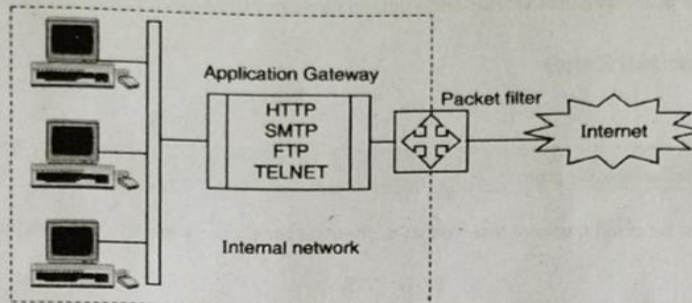 Application Gateway
HTTP
SMTP
FTP
TELNET
Packet filter
Internet
Internal network